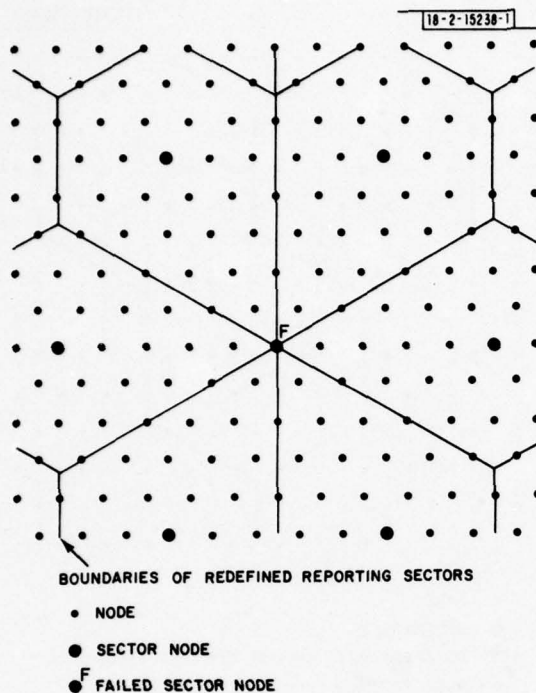 18-2-15238-1
F
BOUNDARIES OF REDEFINED REPORTING SECTORS
NODE
SECTOR NODE
F FAILED SECTOR NODE